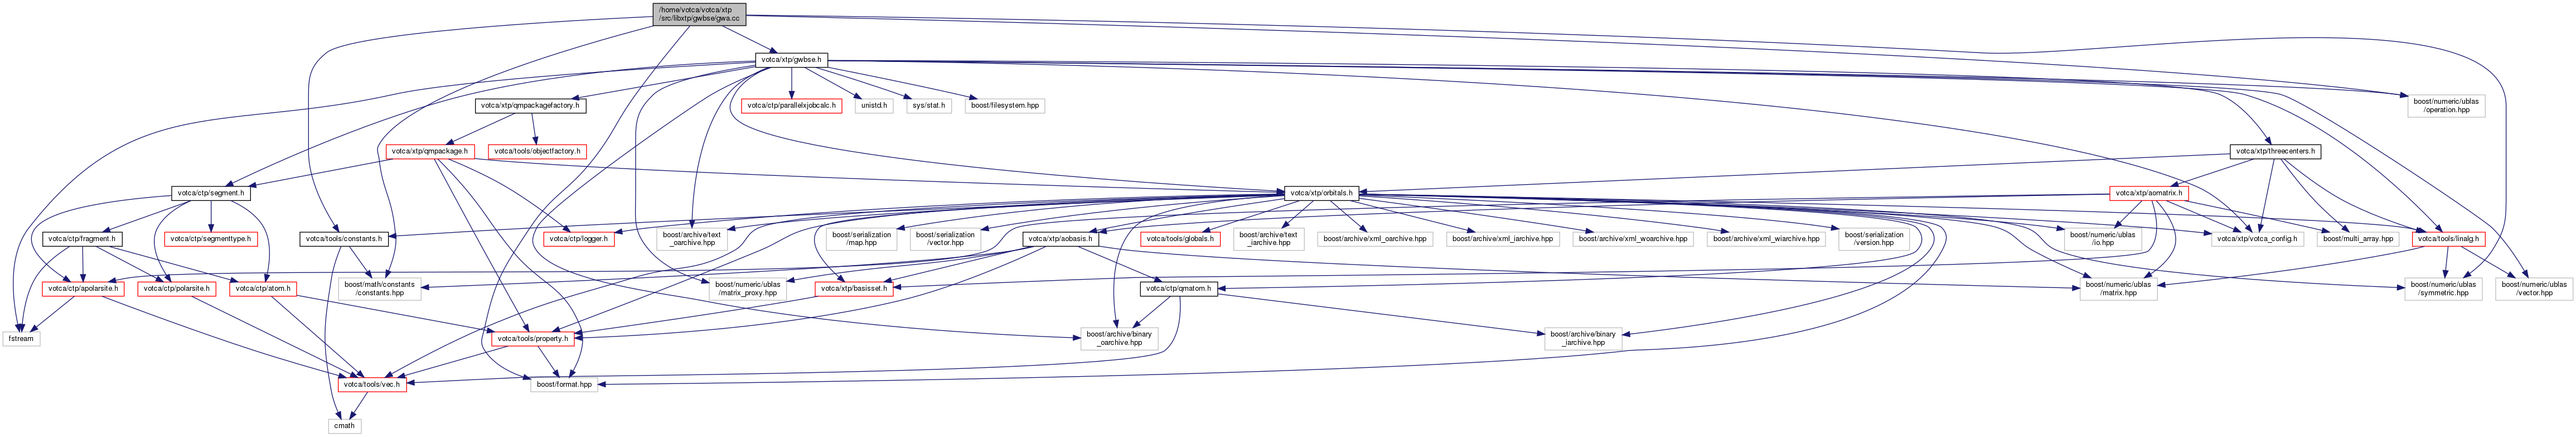 /home/votca/votca/xtp
/src/libxtp/gwbse/gwa.cc
votca/xtp/gwbse.h
votca/xtp/qmpackagefactory.h
votca/ctp/parallelxjobcalc.h
unistd.h
sys/stat.h
boost/filesystem.hpp
boost/numeric/ublas
/operation.hpp
votca/xtp/qmpackage.h
votca/tools/objectfactory.h
votca/xtp/threecenters.h
votca/ctp/segment.h
votca/xtp/orbitals.h
votca/xtp/aomatrix.h
votca/ctp/fragment.h
votca/ctp/segmenttype.h
votca/tools/constants.h
votca/ctp/logger.h
boost/archive/text
_oarchive.hpp
boost/serialization
/map.hpp
boost/serialization
/vector.hpp
votca/xtp/aobasis.h
votca/tools/globals.h
boost/archive/text
_iarchive.hpp
boost/archive/xml_oarchive.hpp
boost/archive/xml_iarchive.hpp
boost/archive/xml_woarchive.hpp
boost/archive/xml_wiarchive.hpp
boost/serialization
/version.hpp
boost/numeric/ublas
/io.hpp
votca/xtp/votca_config.h
boost/multi_array.hpp
votca/tools/linalg.h
votca/ctp/apolarsite.h
votca/ctp/polarsite.h
votca/ctp/atom.h
boost/math/constants
/constants.hpp
boost/numeric/ublas
/matrix_proxy.hpp
votca/xtp/basisset.h
votca/ctp/qmatom.h
boost/numeric/ublas
/matrix.hpp
boost/numeric/ublas
/symmetric.hpp
boost/numeric/ublas
/vector.hpp
fstream
votca/tools/property.h
boost/archive/binary
_oarchive.hpp
boost/archive/binary
_iarchive.hpp
votca/tools/vec.h
boost/format.hpp
cmath